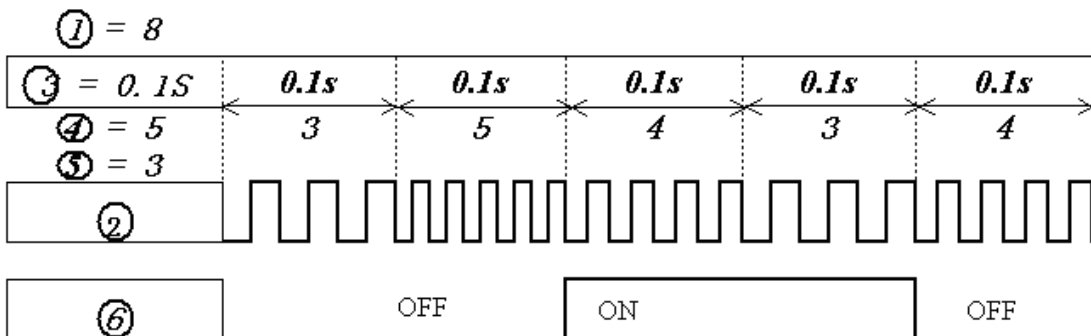 ① = 8
③ = 0.1S 0.1s 0.1s 0.1s 0.1s 0.1s
④ = 5 3 5 4 3 4
⑤ = 3
②
⑥ OFF ON OFF